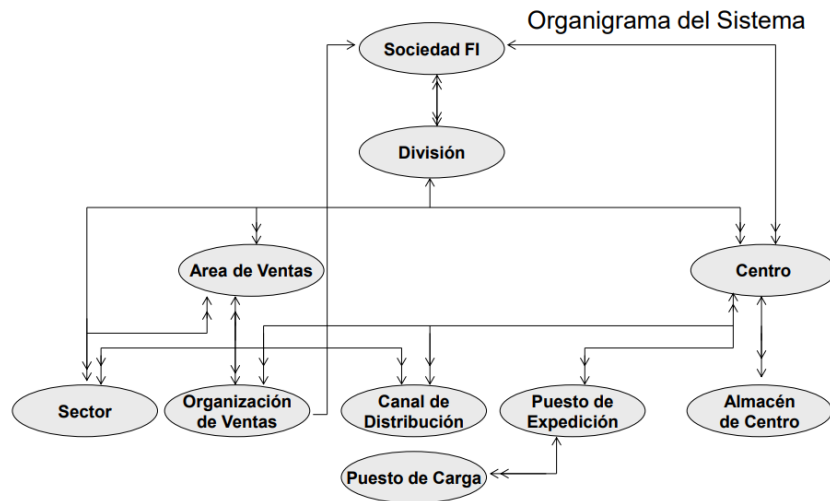 Organigrama del Sistema
Sociedad FI
División
Area de Ventas
Centro
Sector
Organización
de Ventas
Canal de
Distribución
Puesto de
Expedición
Almacén
de Centro
Puesto de Carga